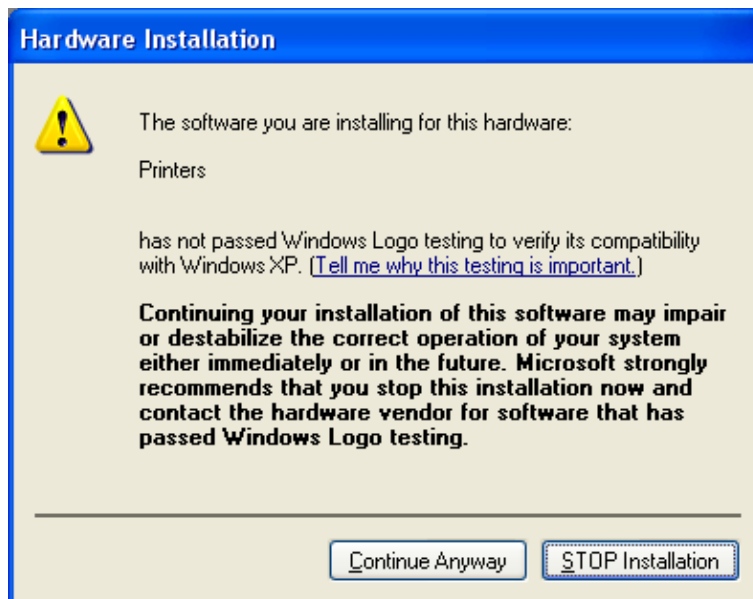 Hardware Installation
The software you are installing for this hardware:
Printers
has not passed Windows Logo testing to verify its compatibility
with Windows XP. (Tell me why this testing is important.)
Continuing your installation of this software may impair
or destabilize the correct operation of your system
either immediately or in the future. Microsoft strongly
recommends that you stop this installation now and
contact the hardware vendor for software that has
passed Windows Logo testing.
Continue Anyway
STOP Installation